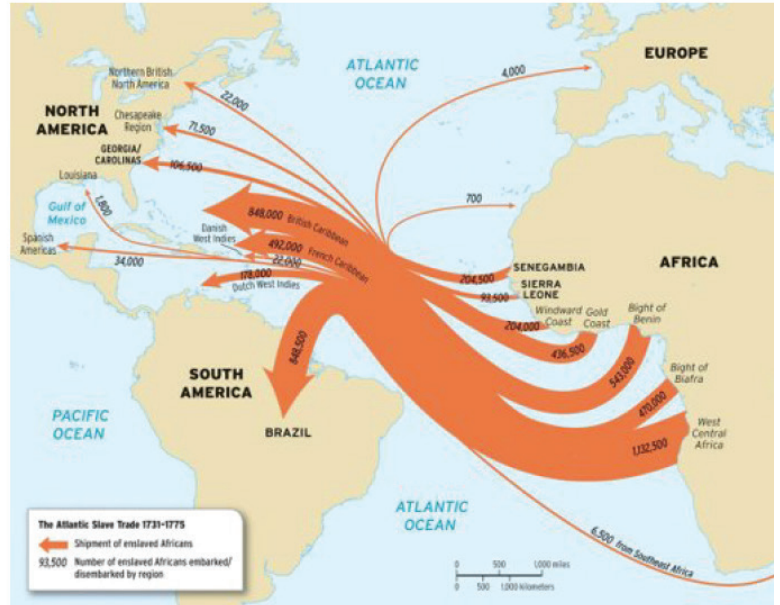 EUROPE
ATLANTIC
OCEAN
4,000
Northern British
North America
22,000
NORTH
AMERICA
Chesapeake
Region
71,500
GEORGIA/
CAROLINAS
106,500
Louisiana
1,800
Gulf of
Mexico
848,000 British Caribbean
700
Danish
West Indies
492,000 French Caribbean
Spanish
Americas
34,000
22,000
178,000
Dutch West Indies
204,500
SENEGAMBIA
AFRICA
93,500
SIERRA
LEONE
204,000
Windward
Coast
Gold
Coast
436,500
Bight of
Benin
543,000
Bight of
Biafra
470,000
West
Central
Africa
1,132,500
848,500
SOUTH
AMERICA
BRAZIL
PACIFIC
OCEAN
ATLANTIC
OCEAN
6,500 from Southeast Africa
The Atlantic Slave Trade 1731-1775
Shipment of enslaved Africans
93,500 Number of enslaved Africans embarked/
disembarked by region
0 500 1,000 miles
0 500 1,000 kilometers